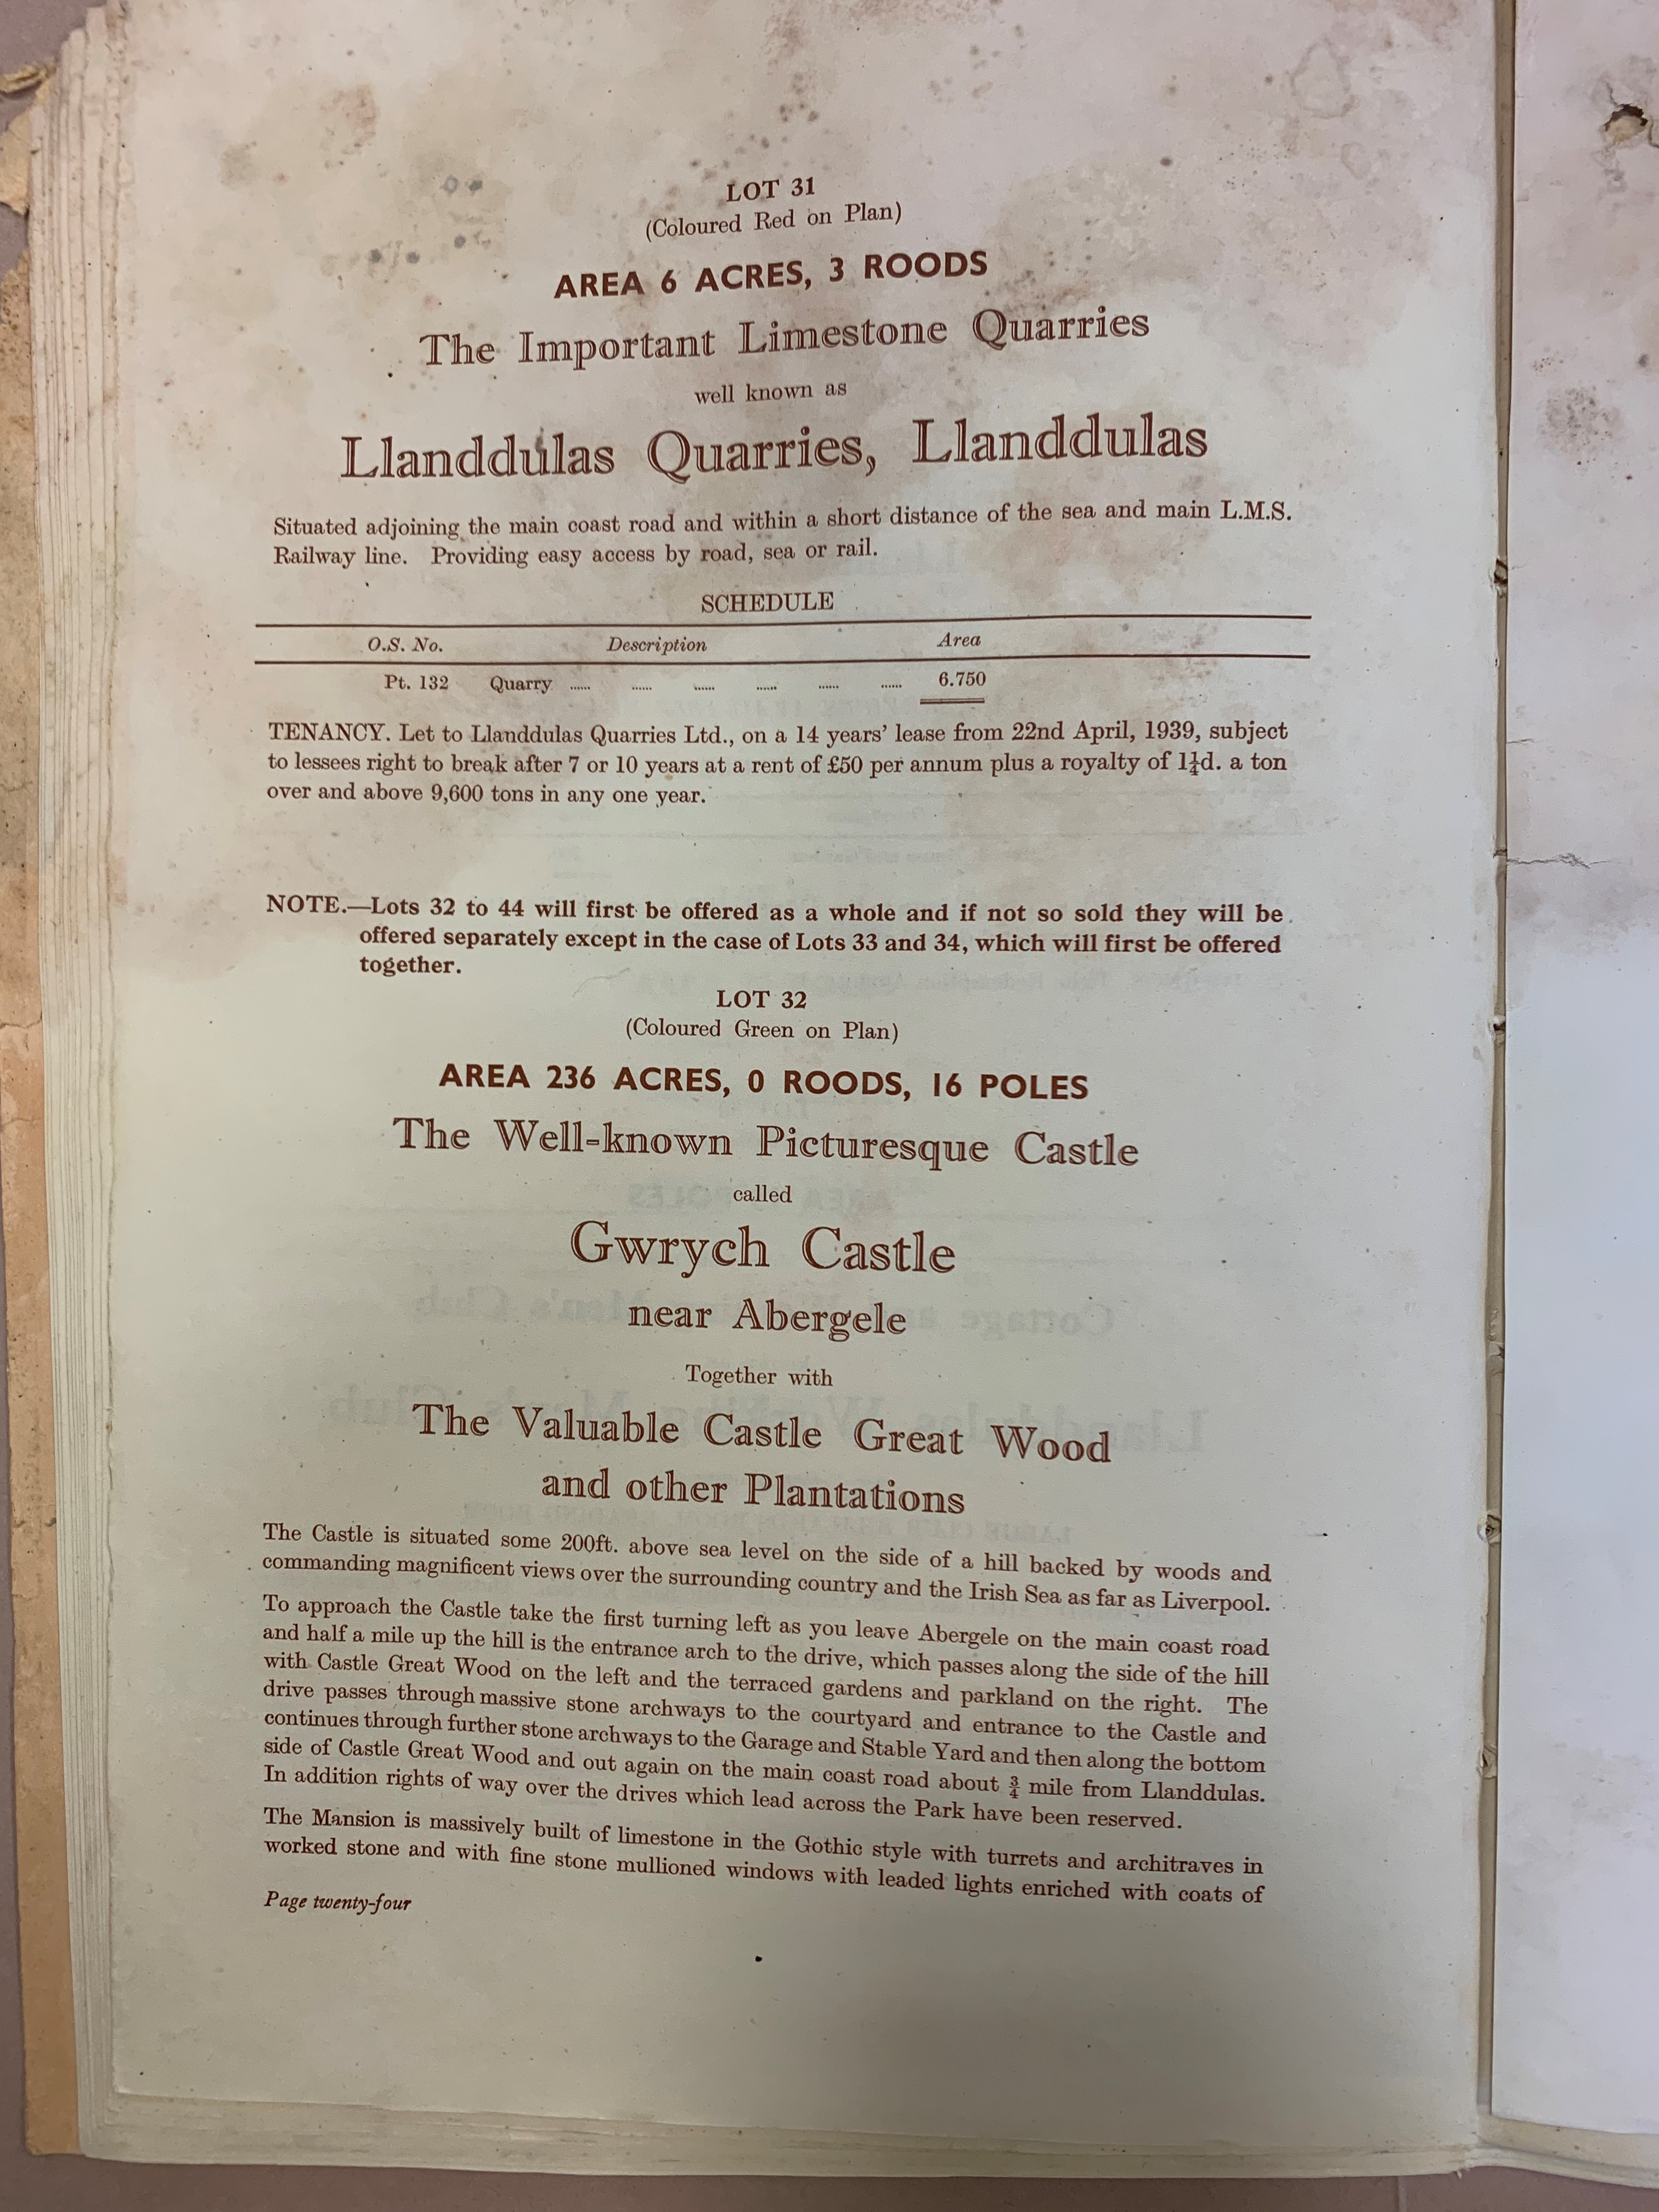 LOT 31
(Coloured Red on Plan)
AREA 6 ACRES, 3 ROODS
The Important Limestone Quarries
well known as
Llanddulas Quarries, Llanddulas
Situated adjoining the main coast road and within a short distance of the sea and main L.M.S.
Railway line. Providing easy access by road, sea or rail.
SCHEDULE
O.S. No. Description Area
Pt. 132 Quarry ...... ...... ...... ...... ...... ...... 6.750
TENANCY. Let to Llanddulas Quarries Ltd., on a 14 years' lease from 22nd April, 1939, subject
to lessees right to break after 7 or 10 years at a rent of £50 per annum plus a royalty of 1¼d. a ton
over and above 9,600 tons in any one year.
NOTE.—Lots 32 to 44 will first be offered as a whole and if not so sold they will be
offered separately except in the case of Lots 33 and 34, which will first be offered
together.
LOT 32
(Coloured Green on Plan)
AREA 236 ACRES, 0 ROODS, 16 POLES
The Well-known Picturesque Castle
called
Gwrych Castle
near Abergele
Together with
The Valuable Castle Great Wood
and other Plantations
The Castle is situated some 200ft. above sea level on the side of a hill backed by woods and
commanding magnificent views over the surrounding country and the Irish Sea as far as Liverpool.
To approach the Castle take the first turning left as you leave Abergele on the main coast road
and half a mile up the hill is the entrance arch to the drive, which passes along the side of the hill
with Castle Great Wood on the left and the terraced gardens and parkland on the right. The
drive passes through massive stone archways to the courtyard and entrance to the Castle and
continues through further stone archways to the Garage and Stable Yard and then along the bottom
side of Castle Great Wood and out again on the main coast road about ¾ mile from Llanddulas.
In addition rights of way over the drives which lead across the Park have been reserved.
The Mansion is massively built of limestone in the Gothic style with turrets and architraves in
worked stone and with fine stone mullioned windows with leaded lights enriched with coats of
Page twenty-four